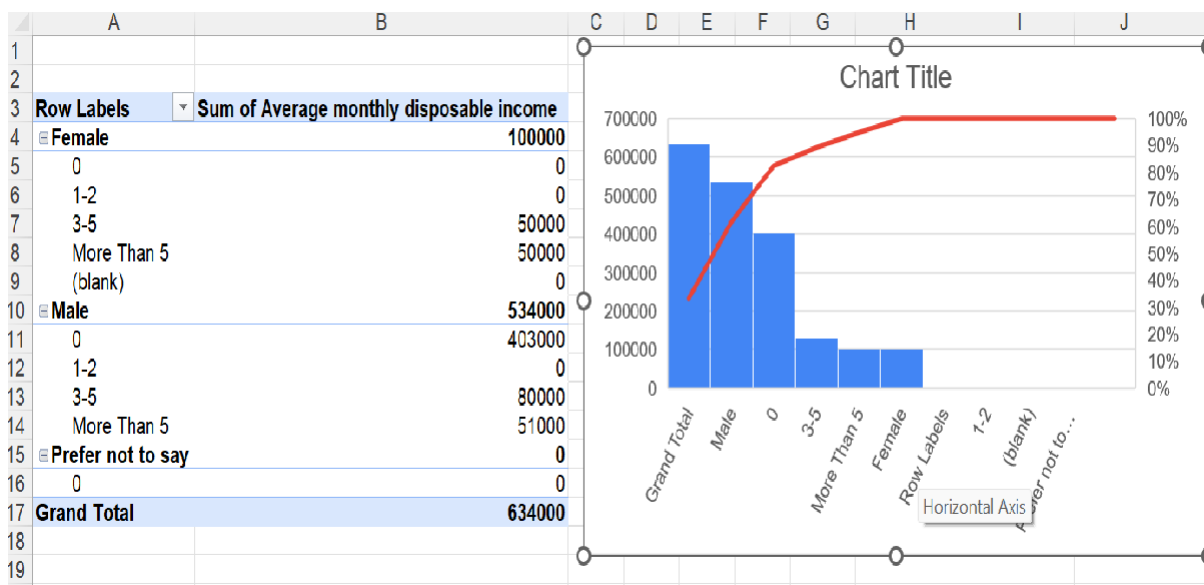 A B C D E F G H I J
1
2
3 Row Labels Sum of Average monthly disposable income
4 Female 100000
5 0 0
6 1-2 0
7 3-5 50000
8 More Than 5 50000
9 (blank) 0
10 Male 534000
11 0 403000
12 1-2 0
13 3-5 80000
14 More Than 5 51000
15 Prefer not to say 0
16 0 0
17 Grand Total 634000
18
19
Chart Title
700000 100%
600000 90%
500000 80%
400000 70%
300000 60%
200000 50%
100000 40%
0 30%
20%
10%
0%
Grand Total
Male
0
3-5
More Than 5
Female
Row Labels
1-2
(blank)
not to...
Horizontal Axis